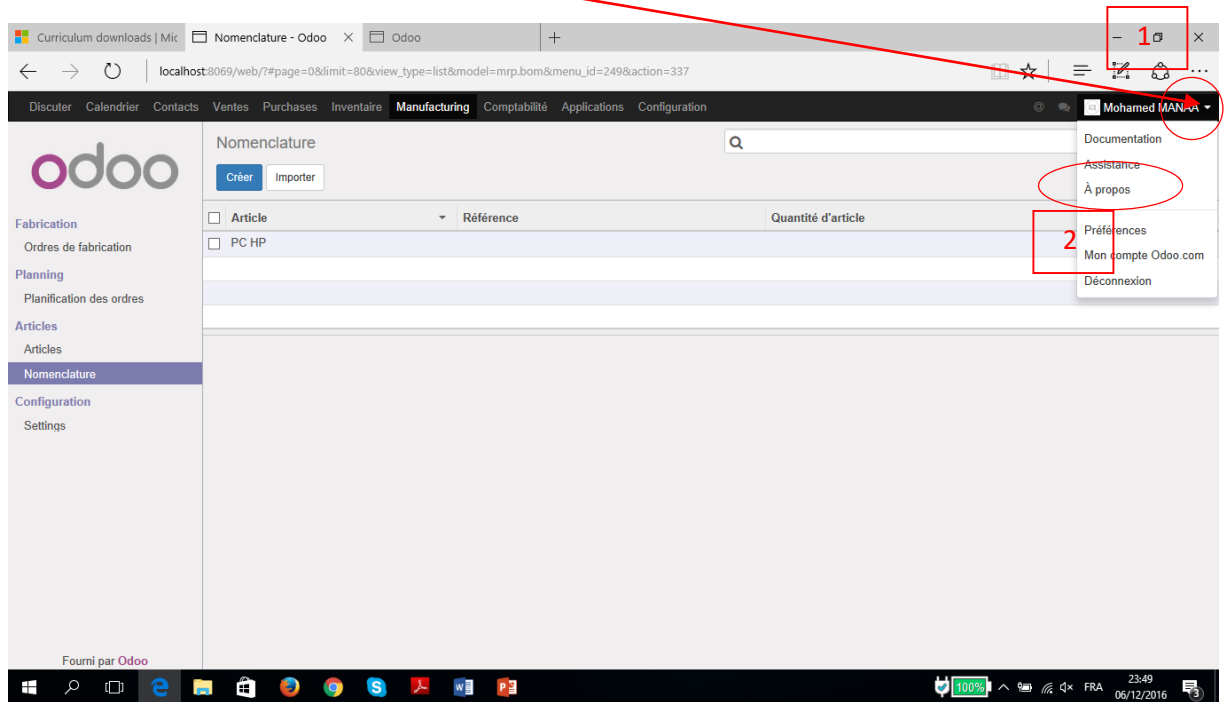 Curriculum downloads | Mic
Nomenclature - Odoo
Odoo
1
localhost:8069/web/?#page=0&limit=80&view_type=list&model=mrp.bom&menu_id=249&action=337
Discuter Calendrier Contacts Ventes Purchases Inventaire Manufacturing Comptabilité Applications Configuration
@ Mohamed MANAA
odoo
Nomenclature
Créer Importer
Documentation
Assistance
À propos
Préférences
Mon compte Odoo.com
Déconnexion
2
Article Référence Quantité d'article
PC HP
Fabrication
Ordres de fabrication
Planning
Planification des ordres
Articles
Articles
Nomenclature
Configuration
Settings
Fourni par Odoo
100%
FRA
23:49
06/12/2016
3